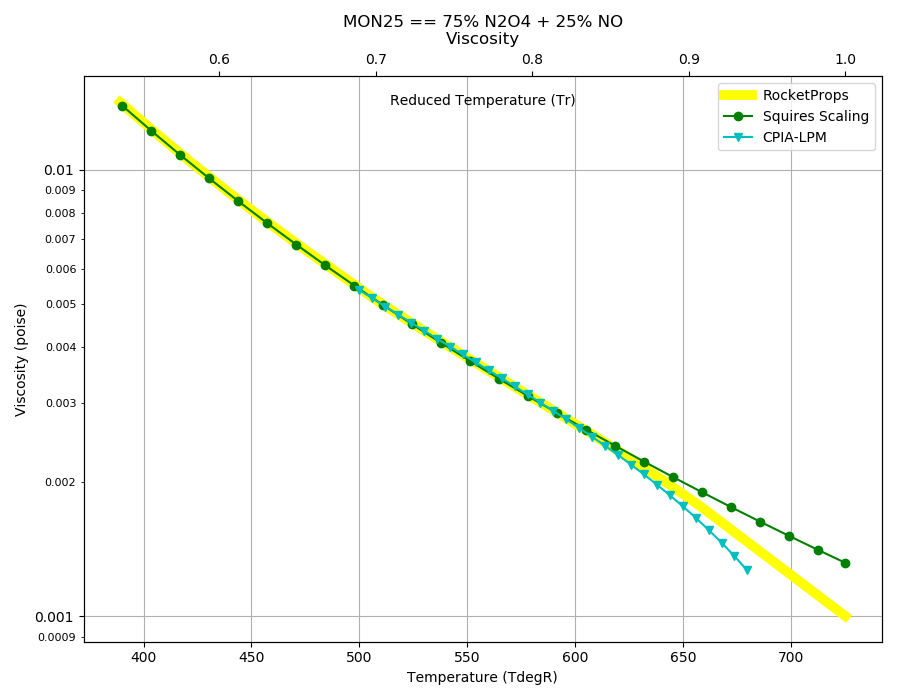 MON25 == 75% N2O4 + 25% NO
Viscosity
0.6 0.7 0.8 0.9 1.0
Reduced Temperature (Tr)
RocketProps
Squires Scaling
CPIA-LPM
0.01
0.009
0.008
0.007
0.006
0.005
0.004
0.003
0.002
0.001
0.0009
Viscosity (poise)
400 450 500 550 600 650 700
Temperature (TdegR)